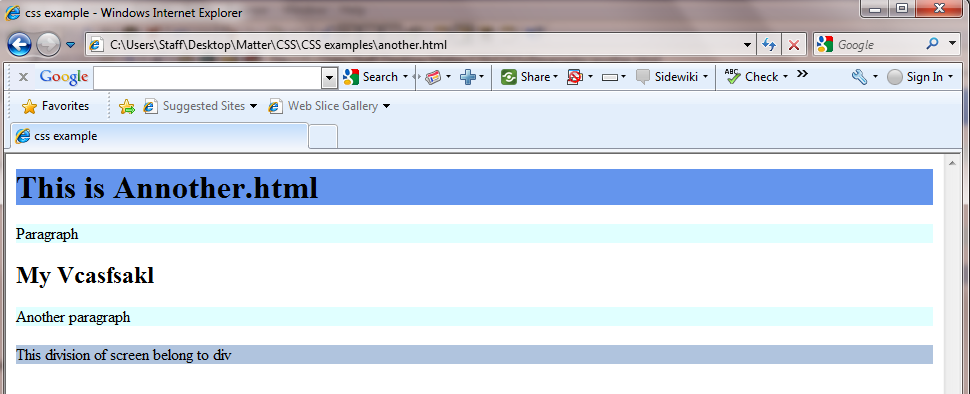 css example - Windows Internet Explorer
C:\Users\Staff\Desktop\Matter\CSS\CSS examples\another.html
Google
x Google Search Share Sidewiki ABC Check » Sign In
Favorites Suggested Sites Web Slice Gallery
css example
This is Annother.html
Paragraph
My Vcasfsakl
Another paragraph
This division of screen belong to div